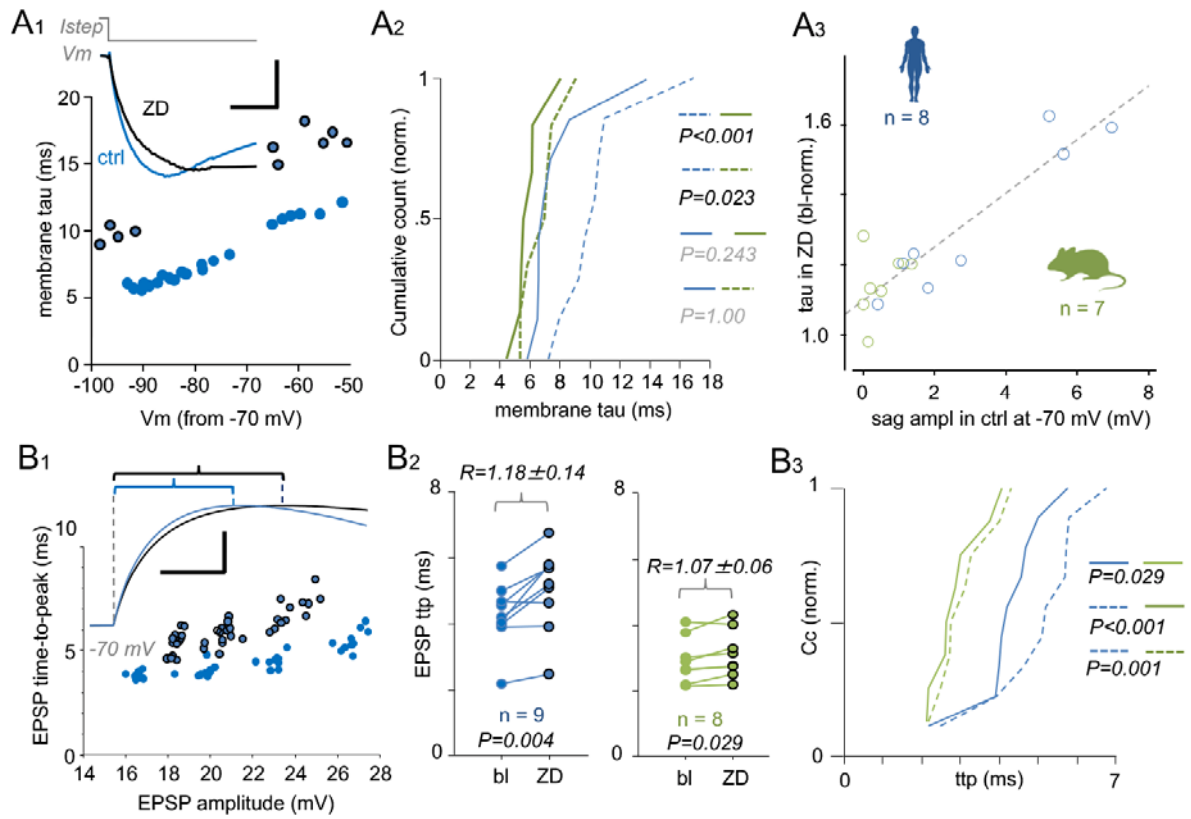 A1
Istep
Vm
ZD
ctrl
membrane tau (ms)
20
15
10
5
0
-100 -90 -80 -70 -60 -50
Vm (from -70 mV)
A2
Cumulative count (norm.)
1
.5
0
0 2 4 6 8 10 12 14 16 18
membrane tau (ms)
P<0.001
P=0.023
P=0.243
P=1.00
A3
n = 8
tau in ZD (bl-norm.)
1.6
1.0
n = 7
0 2 4 6 8
sag ampl in ctrl at -70 mV (mV)
B1
EPSP time-to-peak (ms)
10
5
0
-70 mV
14 16 18 20 22 24 26 28
EPSP amplitude (mV)
B2
R=1.18±0.14
EPSP ttp (ms)
8
0
n = 9
P=0.004
bl ZD
8
R=1.07±0.06
0
n = 8
P=0.029
bl ZD
B3
Cc (norm.)
1
.5
0
0 ttp (ms) 7
P=0.029
P<0.001
P=0.001